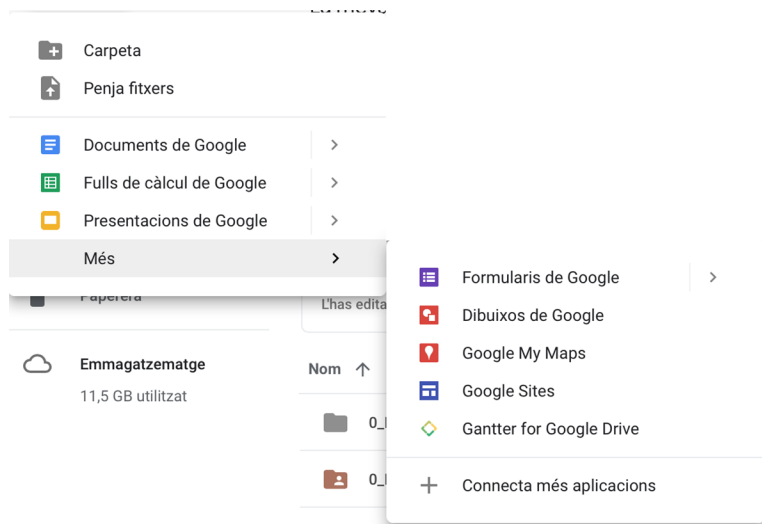 Carpeta
Penja fitxers
Documents de Google
Fulls de càlcul de Google
Presentacions de Google
Més
Formularis de Google
Dibuixos de Google
Google My Maps
Google Sites
Gantter for Google Drive
Connecta més aplicacions
Paperera
L'has edita
Emmagatzematge
11,5 GB utilitzat
Nom
0_
0_